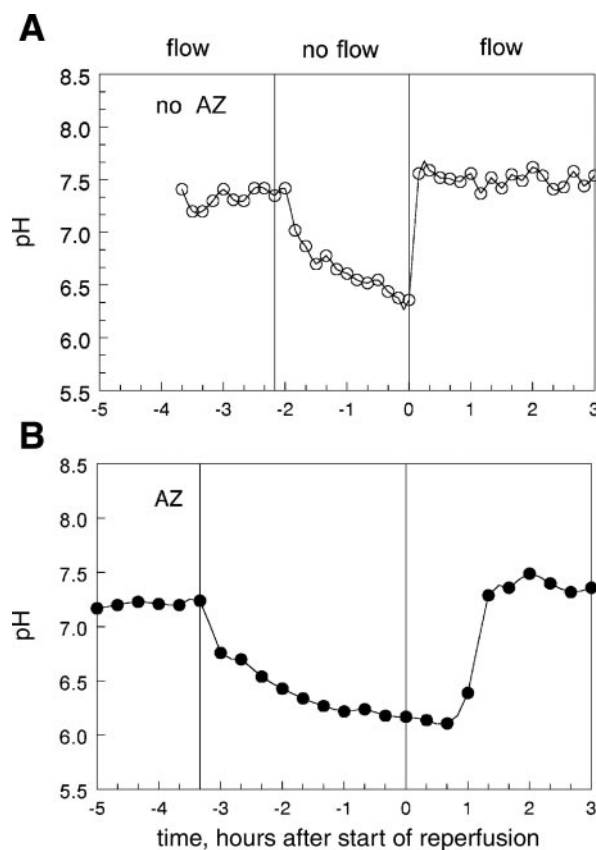 A
flow no flow flow
8.5
no AZ
8.0
7.5
7.0
pH
6.5
6.0
5.5
-5 -4 -3 -2 -1 0 1 2 3
B
8.5
AZ
8.0
7.5
7.0
pH
6.5
6.0
5.5
-5 -4 -3 -2 -1 0 1 2 3
time, hours after start of reperfusion